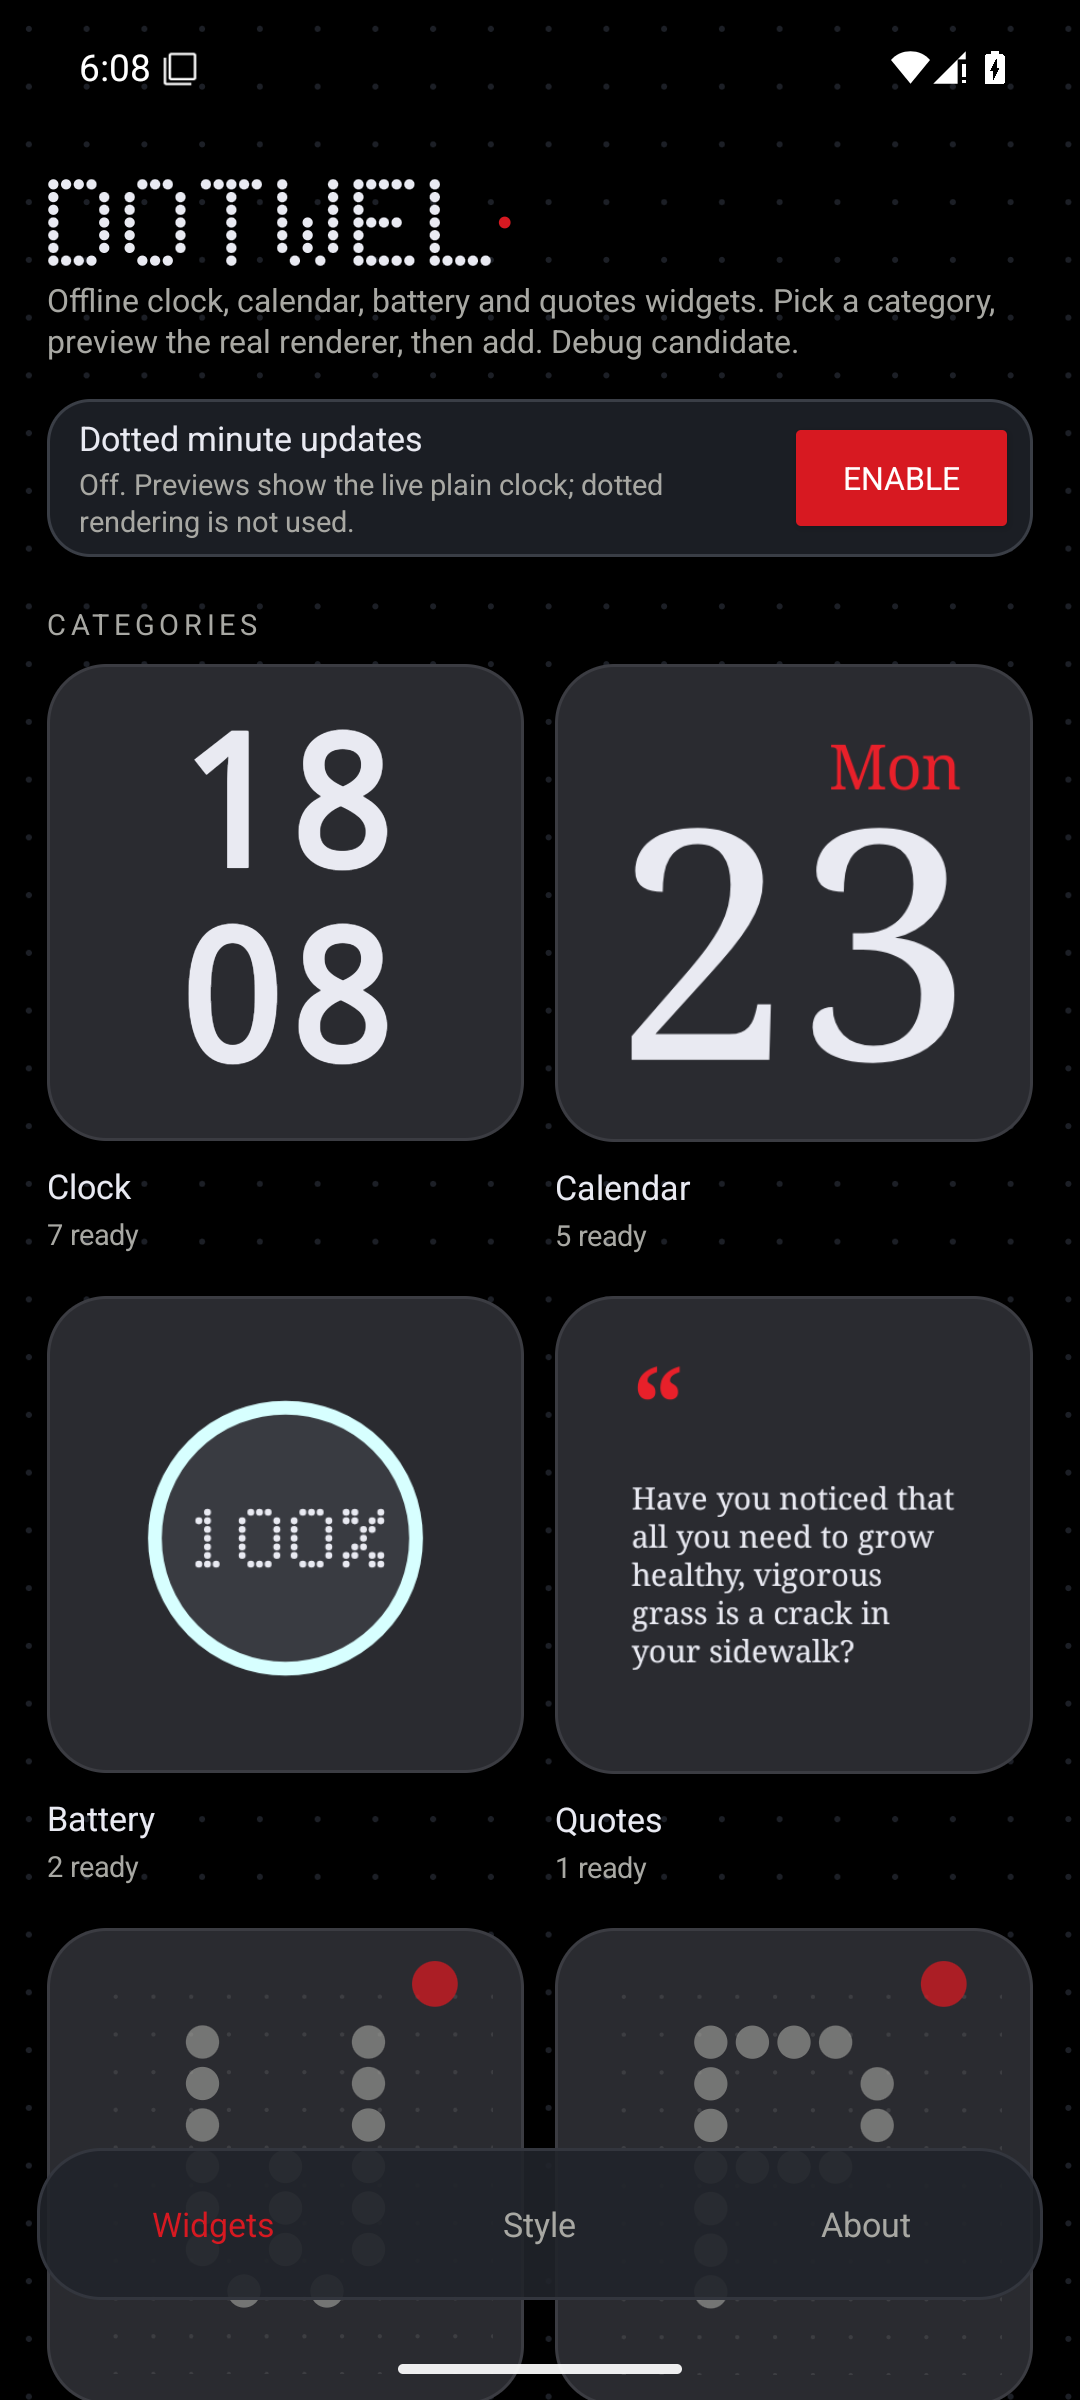 6:08
DOTWEL
Offline clock, calendar, battery and quotes widgets. Pick a category,
preview the real renderer, then add. Debug candidate.
Dotted minute updates
Off. Previews show the live plain clock; dotted
rendering is not used.
ENABLE
CATEGORIES
18
08
Mon
23
Clock
7 ready
Calendar
5 ready
100%
“
Have you noticed that
all you need to grow
healthy, vigorous
grass is a crack in
your sidewalk?
Battery
2 ready
Quotes
1 ready
W
P
Widgets
Style
About